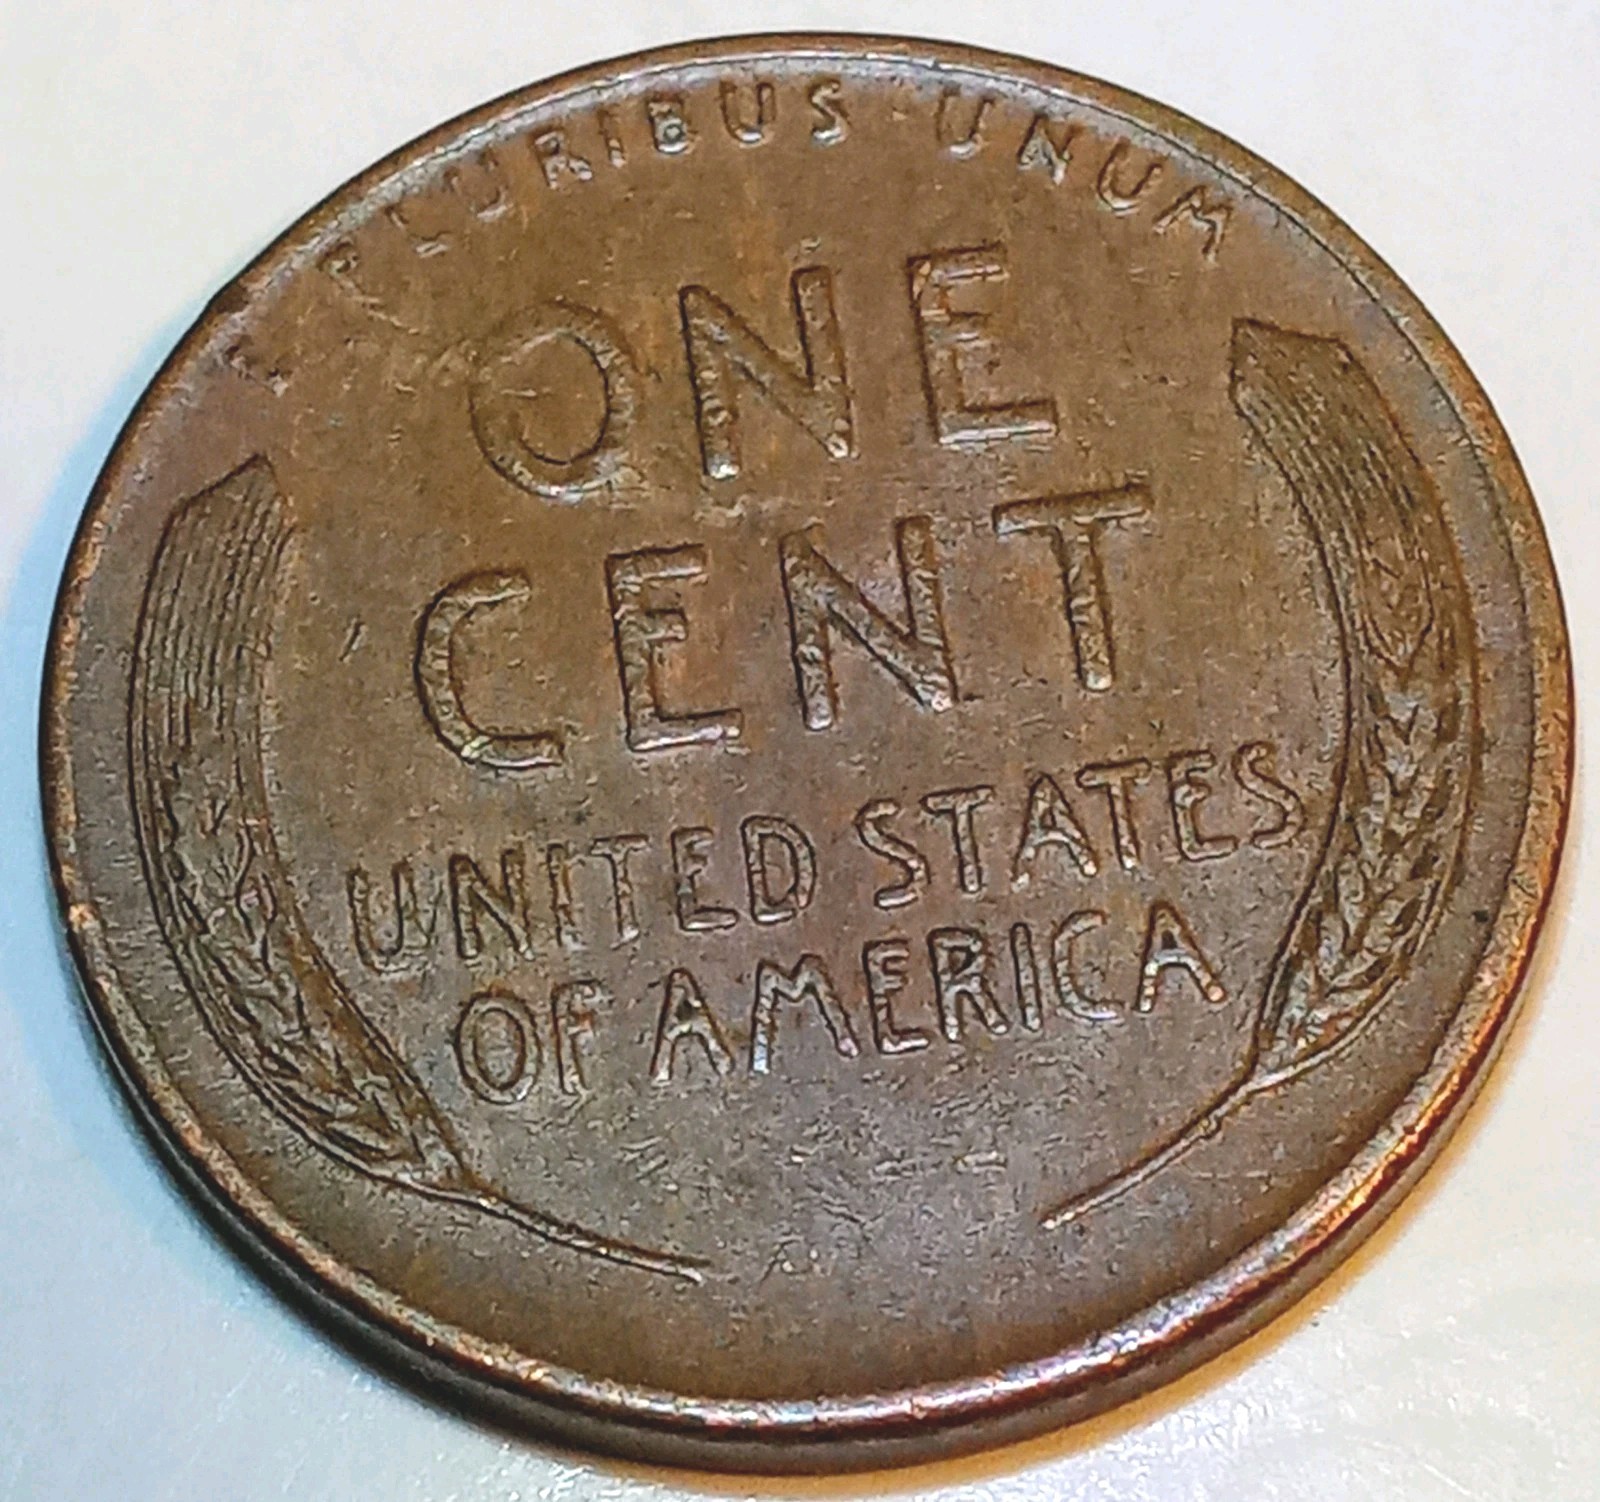 PLURIBUS · UNUM
ONE
CENT
UNITED STATES
OF AMERICA